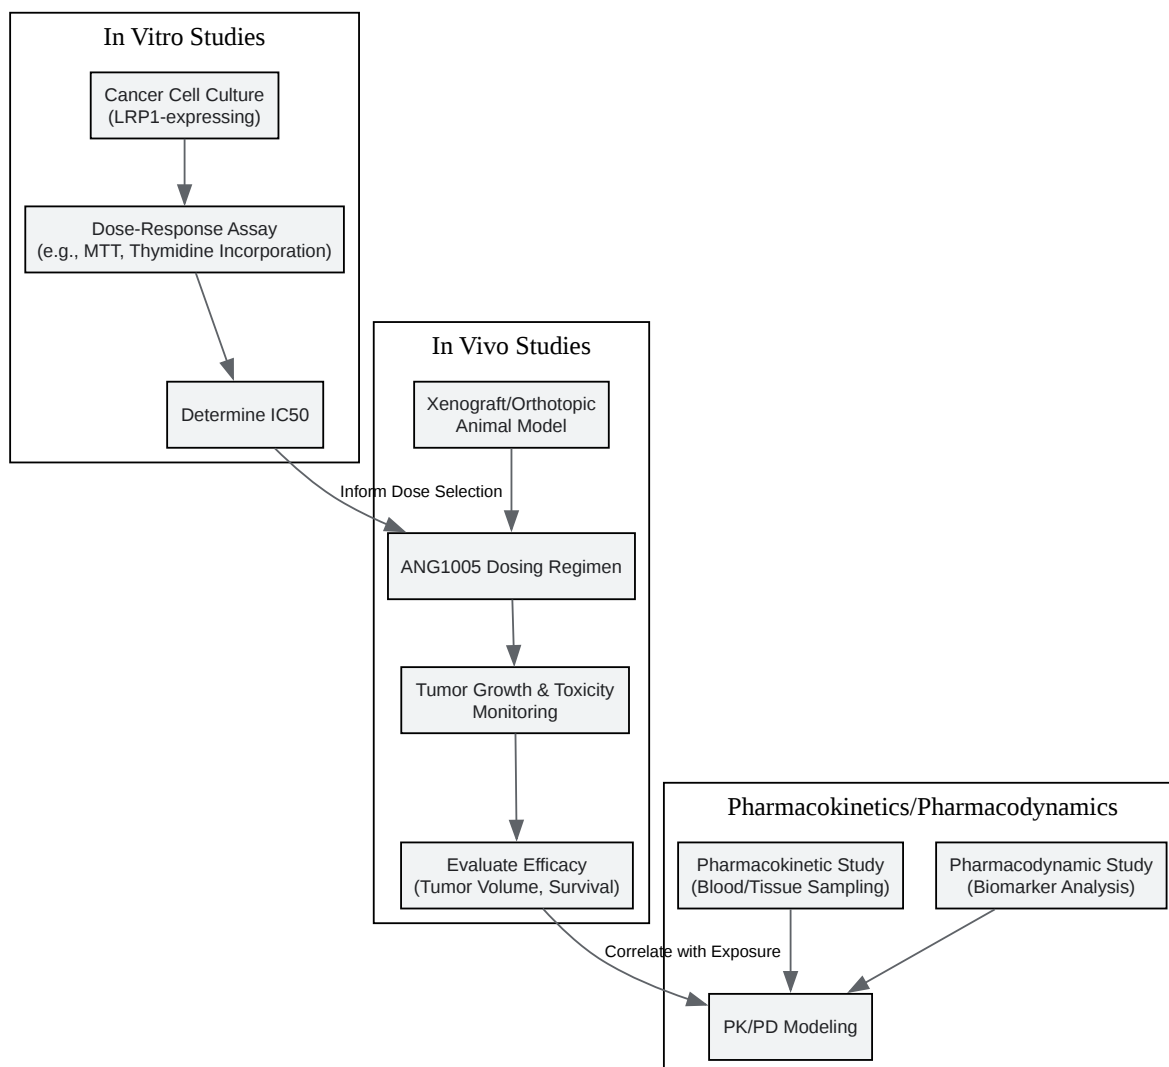 In Vitro Studies
Cancer Cell Culture
(LRP1-expressing)
Dose-Response Assay
(e.g., MTT, Thymidine Incorporation)
Determine IC50
Inform Dose Selection
In Vivo Studies
Xenograft/Orthotopic
Animal Model
ANG1005 Dosing Regimen
Tumor Growth & Toxicity
Monitoring
Evaluate Efficacy
(Tumor Volume, Survival)
Correlate with Exposure
Pharmacokinetics/Pharmacodynamics
Pharmacokinetic Study
(Blood/Tissue Sampling)
Pharmacodynamic Study
(Biomarker Analysis)
PK/PD Modeling